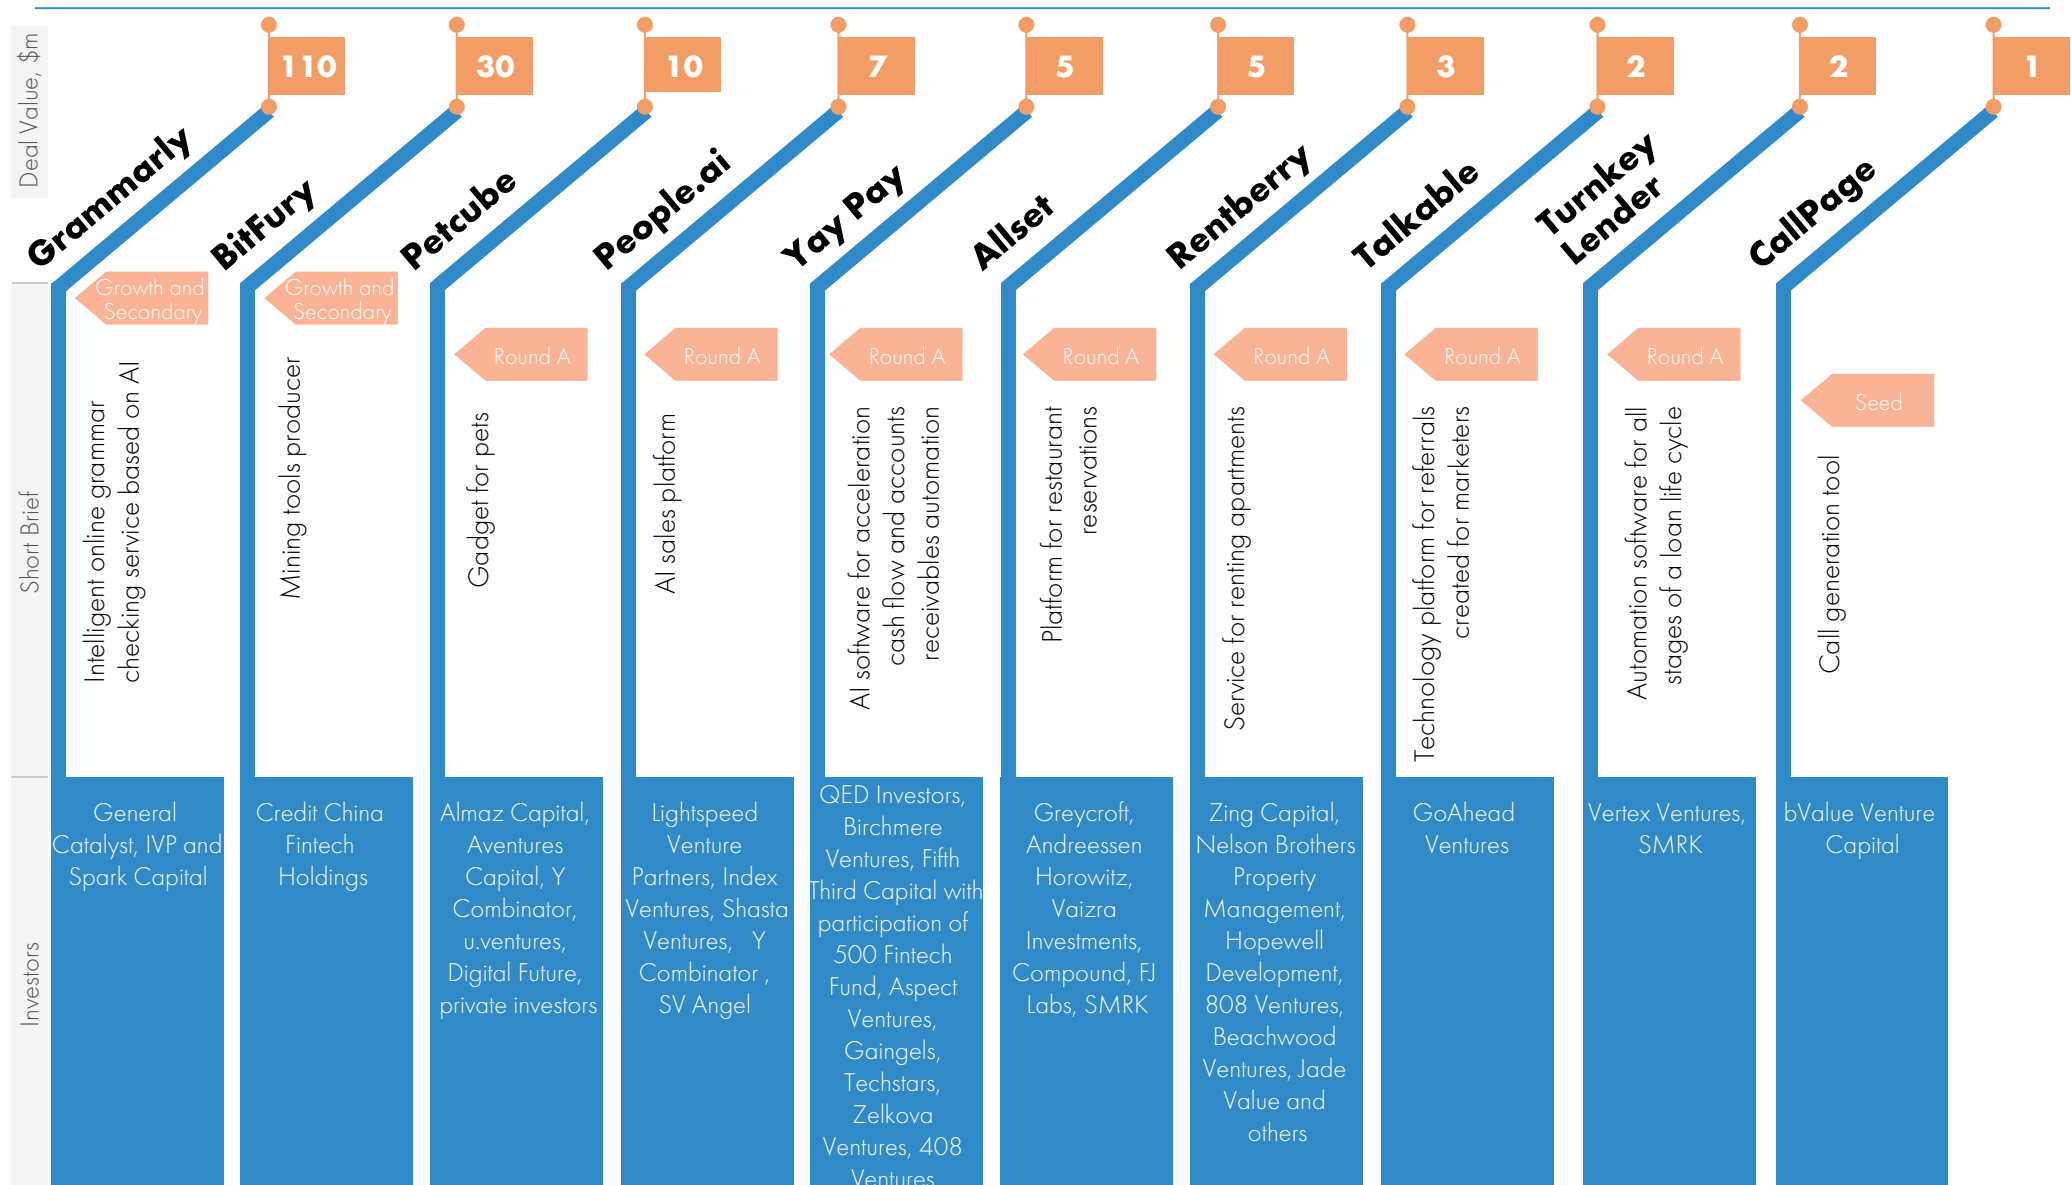 Deal Value, $m
110
30
10
7
5
5
3
2
2
1
Grammarly
BitFury
Petcube
People.ai
Yay Pay
Allset
Rentberry
Talkable
Turnkey
Lender
CallPage
Short Brief
Growth and
Secondary
Intelligent online grammar
checking service based on AI
Growth and
Secondary
Mining tools producer
Round A
Gadget for pets
Round A
AI sales platform
Round A
AI software for acceleration
cash flow and accounts
receivables automation
Round A
Platform for restaurant
reservations
Round A
Service for renting apartments
Round A
Technology platform for referrals
created for marketers
Round A
Automation software for all
stages of a loan life cycle
Seed
Call generation tool
Investors
General
Catalyst, IVP and
Spark Capital
Credit China
Fintech
Holdings
Almaz Capital,
Aventures
Capital, Y
Combinator,
u.ventures,
Digital Future,
private investors
Lightspeed
Venture
Partners, Index
Ventures, Shasta
Ventures, Y
Combinator ,
SV Angel
QED Investors,
Birchmere
Ventures, Fifth
Third Capital with
participation of
500 Fintech
Fund, Aspect
Ventures,
Gaingels,
Techstars,
Zelkova
Ventures, 408
Ventures
Greycroft,
Andreessen
Horowitz,
Vaizra
Investments,
Compound, FJ
Labs, SMRK
Zing Capital,
Nelson Brothers
Property
Management,
Hopewell
Development,
808 Ventures,
Beachwood
Ventures, Jade
Value and
others
GoAhead
Ventures
Vertex Ventures,
SMRK
bValue Venture
Capital